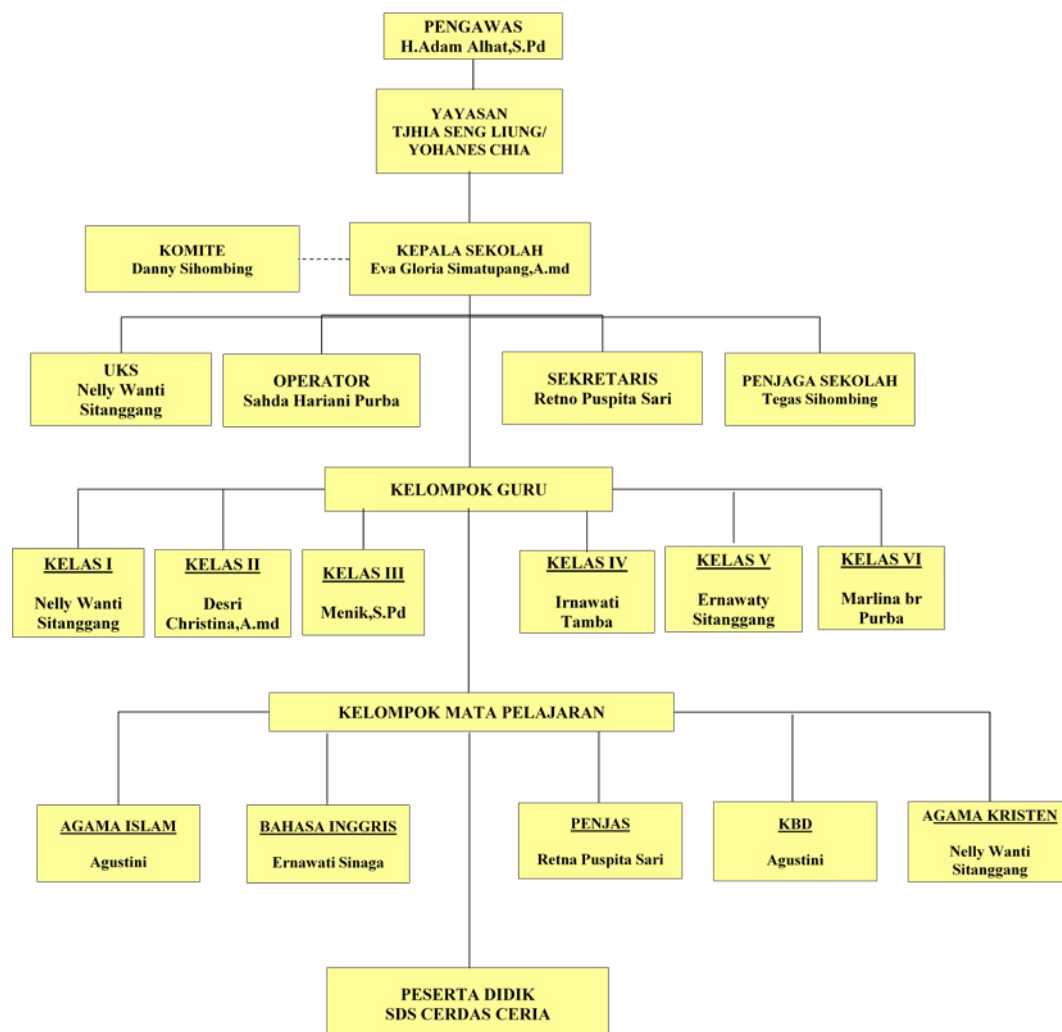 PENGAWAS
H.Adam Alhat,S.Pd
YAYASAN
TJHIA SENG LIUNG/
YOHANES CHIA
KOMITE
Danny Sihombing
KEPALA SEKOLAH
Eva Gloria Simatupang,A.md
UKS
Nelly Wanti
Sitanggang
OPERATOR
Sahda Hariani Purba
SEKRETARIS
Retno Puspita Sari
PENJAGA SEKOLAH
Tegas Sihombing
KELOMPOK GURU
KELAS I
Nelly Wanti
Sitanggang
KELAS II
Desri
Christina,A.md
KELAS III
Menik,S.Pd
KELAS IV
Irnawati
Tamba
KELAS V
Ernawaty
Sitanggang
KELAS VI
Marlina br
Purba
KELOMPOK MATA PELAJARAN
AGAMA ISLAM
Agustini
BAHASA INGGRIS
Ernawati Sinaga
PENJAS
Retna Puspita Sari
KBD
Agustini
AGAMA KRISTEN
Nelly Wanti
Sitanggang
PESERTA DIDIK
SDS CERDAS CERIA